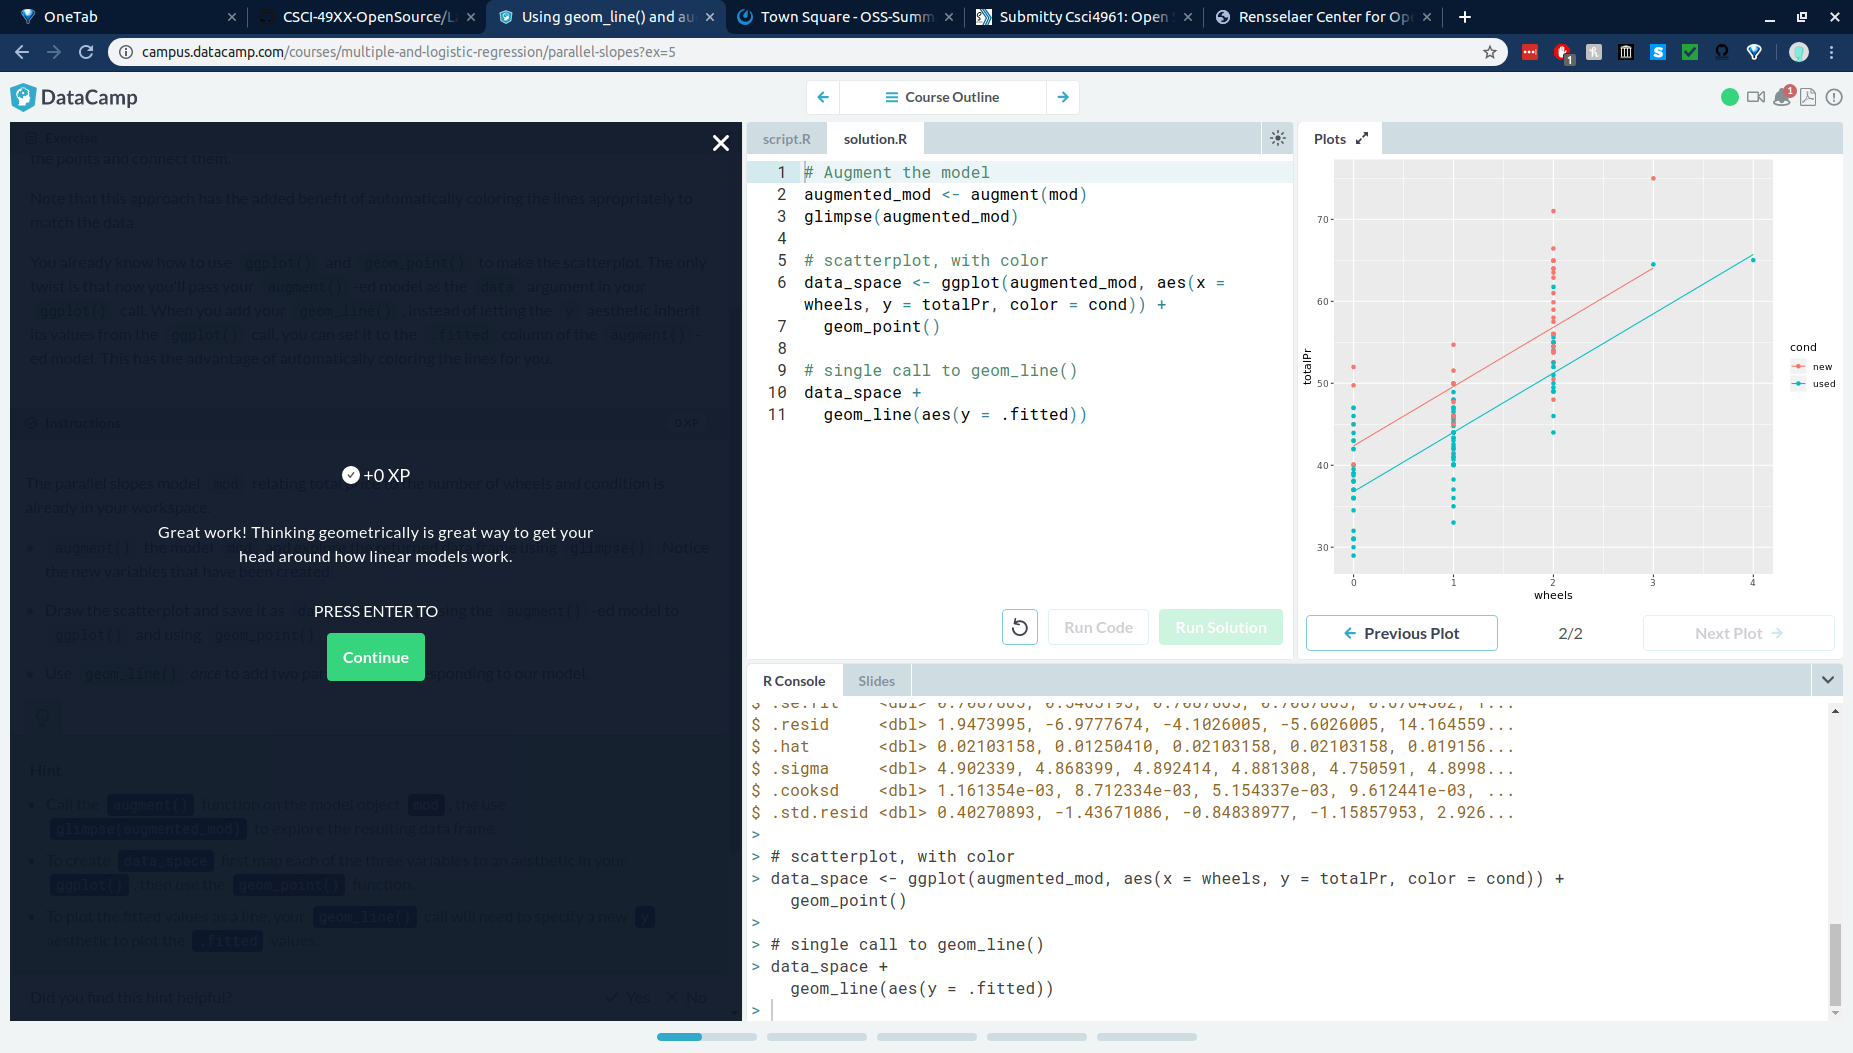 OneTab
CSCI-49XX-OpenSource/L
Using geom_line() and au
Town Square - OSS-Summ
Submitty Csci4961: Open
Rensselaer Center for Op
campus.datacamp.com/courses/multiple-and-logistic-regression/parallel-slopes?ex=5
1
DataCamp
Course Outline
1
Exercise
the points and connect them.
Note that this approach has the added benefit of automatically coloring the lines apropriately to
match the data.
You already know how to use ggplot() and geom_point() to make the scatterplot. The only
twist is that now you'll pass your augment() -ed model as the data argument in your
ggplot() call. When you add your geom_line(), instead of letting the y aesthetic inherit
its values from the ggplot() call, you can set it to the .fitted column of the augment() -
ed model. This has the advantage of automatically coloring the lines for you.
Instructions
0XP
+0 XP
The parallel slopes model mod relating total price to the number of wheels and condition is
already in your workspace.
Great work! Thinking geometrically is great way to get your
head around how linear models work.
augment() the model mod using glimpse(). Notice
the new variables that have been created.
PRESS ENTER TO
Draw the scatterplot and save it as using the augment() -ed model to
ggplot() and using geom_point()
Continue
Use geom_line() once to add two responding to our model.
Hint
Call the augment() function on the model object mod, the use
glimpse(augmented_mod) to explore the resulting data frame.
To create data_space first map each of the three variables to an aesthetic in your
ggplot(), then use the geom_point() function.
To plot the fitted values as a line, your geom_line() call will need to specify a new y
aesthetic to plot the .fitted values.
Did you find this hint helpful? Yes No
script.R
solution.R
1 # Augment the model
2 augmented_mod <- augment(mod)
3 glimpse(augmented_mod)
4
5 # scatterplot, with color
6 data_space <- ggplot(augmented_mod, aes(x =
wheels, y = totalPr, color = cond)) +
7 geom_point()
8
9 # single call to geom_line()
10 data_space +
11 geom_line(aes(y = .fitted))
Run Code
Run Solution
Plots
70
60
50
40
30
totalPr
0 1 2 3 4
wheels
cond
new
used
Previous Plot
2/2
Next Plot
R Console
Slides
$ .se.fit <dbl>
$ .resid <dbl> 1.9473995, -6.9777674, -4.1026005, -5.6026005, 14.164559...
$ .hat <dbl> 0.02103158, 0.01250410, 0.02103158, 0.02103158, 0.019156...
$ .sigma <dbl> 4.902339, 4.868399, 4.892414, 4.881308, 4.750591, 4.8998...
$ .cooksd <dbl> 1.161354e-03, 8.712334e-03, 5.154337e-03, 9.612441e-03, ...
$ .std.resid <dbl> 0.40270893, -1.43671086, -0.84838977, -1.15857953, 2.926...
>
> # scatterplot, with color
> data_space <- ggplot(augmented_mod, aes(x = wheels, y = totalPr, color = cond)) +
geom_point()
>
> # single call to geom_line()
> data_space +
geom_line(aes(y = .fitted))
>